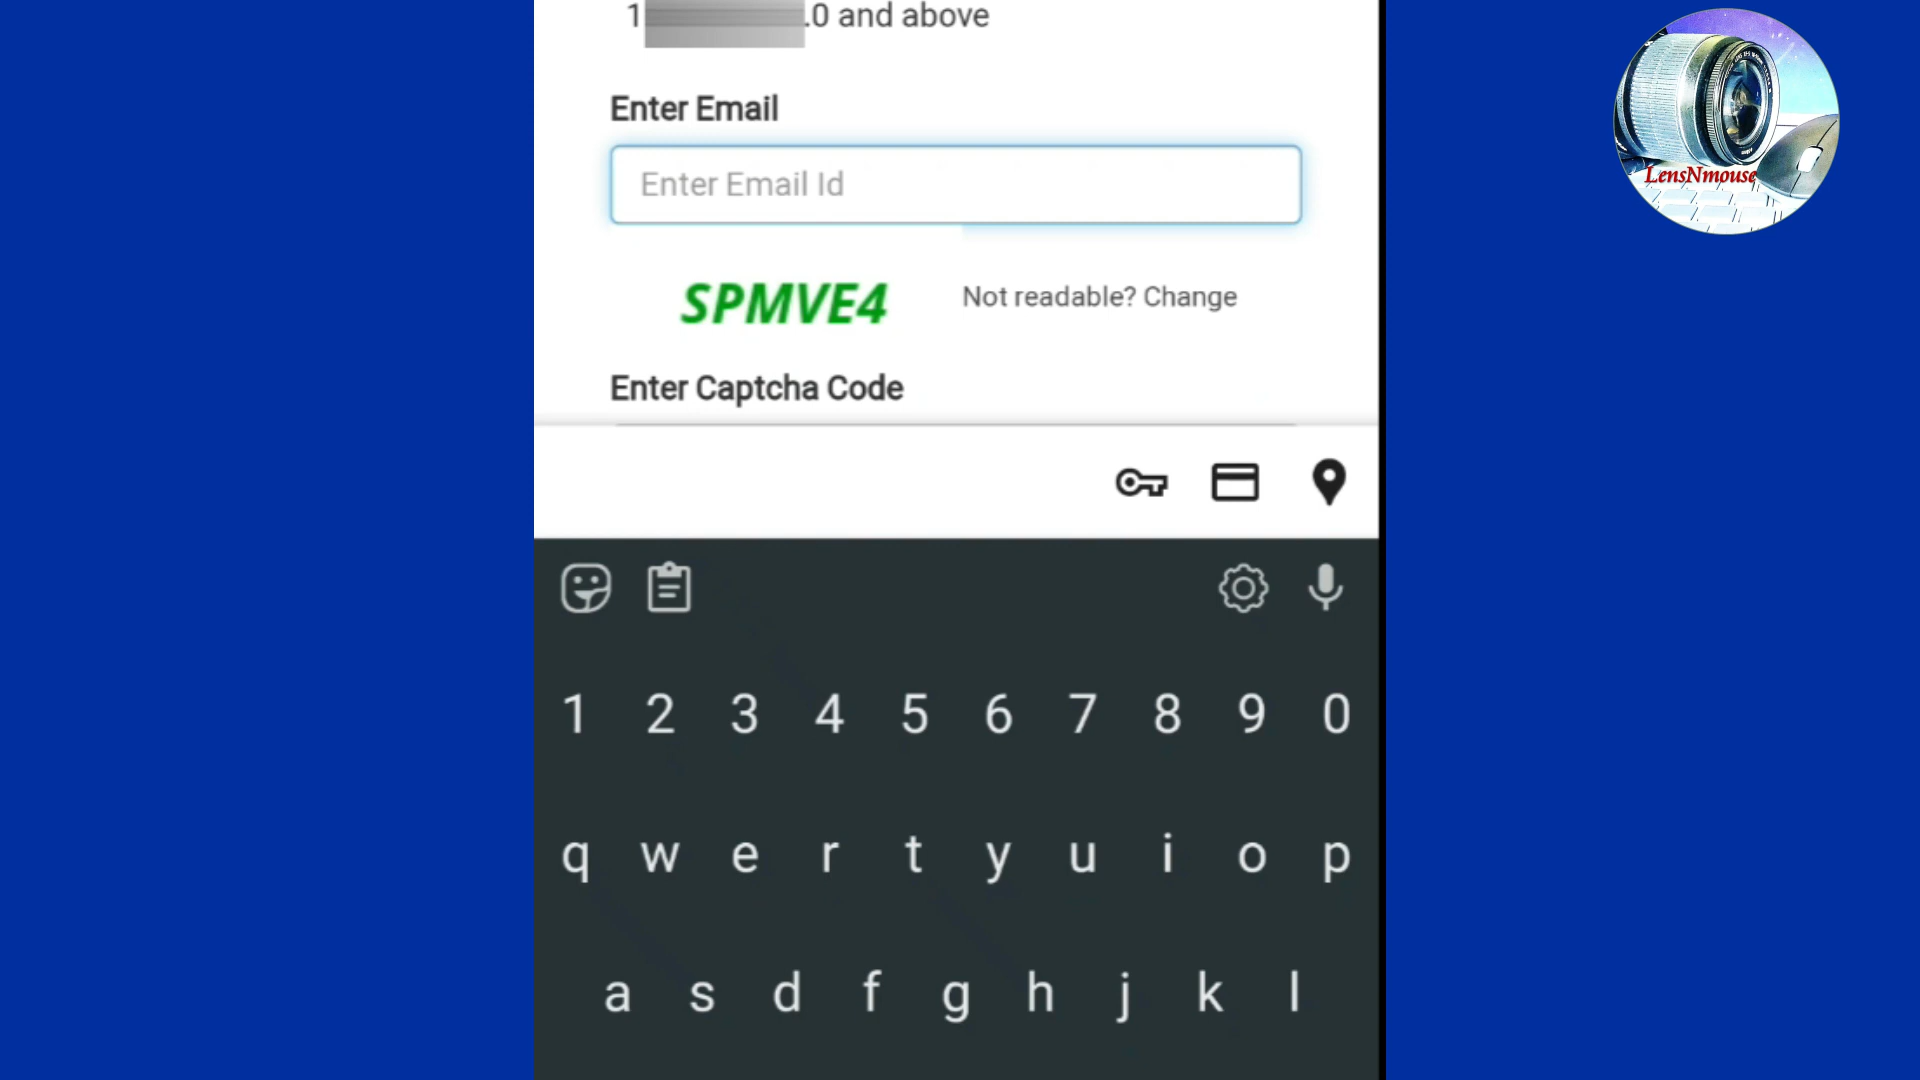 1 .0 and above
Enter Email
Enter Email Id
SPMVE4
Not readable? Change
Enter Captcha Code
1 2 3 4 5 6 7 8 9 0
q w e r t y u i o p
a s d f g h j k l
LensNmouse